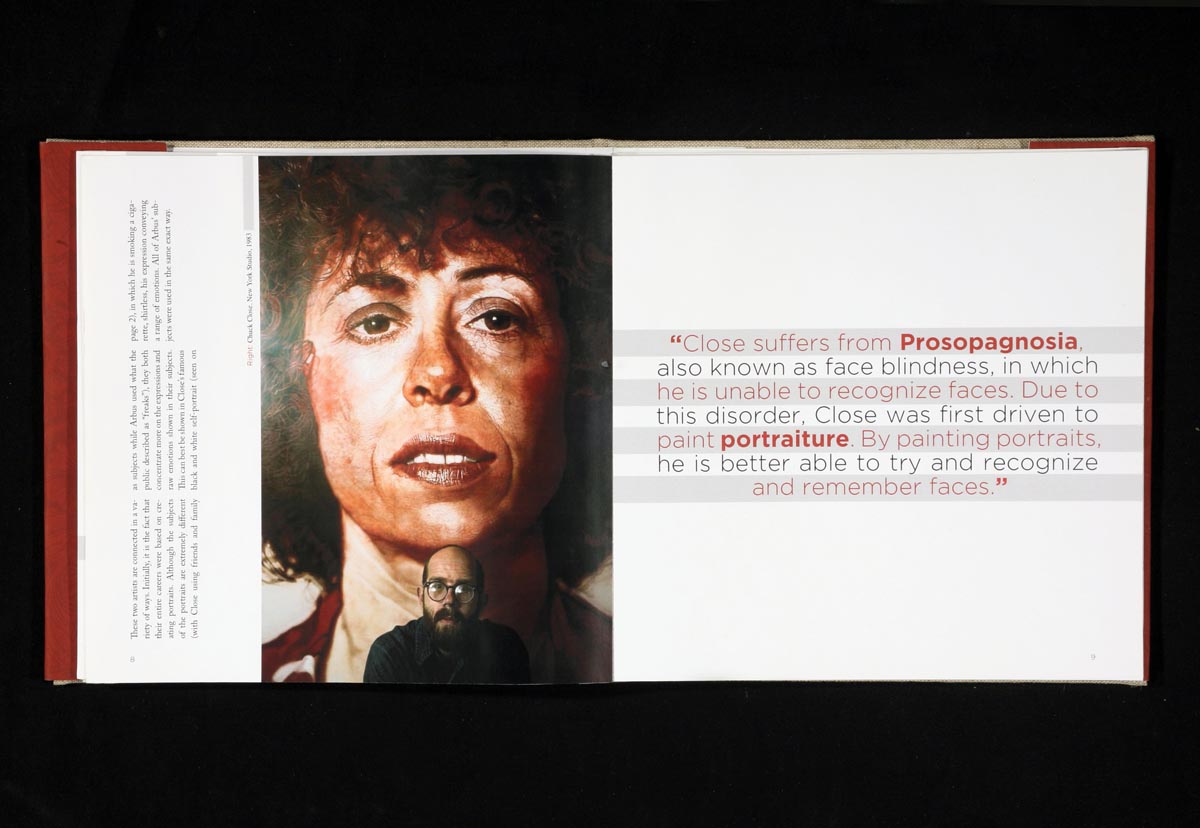 These two artists are connected in a va-
riety of ways. Initially, it is the fact that
their entire careers were based on cre-
ating portraits. Although the subjects
of the portraits are extremely different
(with Close using friends and family
as subjects while Arbus used what the
public described as “freaks”), they both
concentrate more on the expressions and
raw emotions shown in their subjects.
This can best be shown in Close's famous
black and white self-portrait (seen on
page 2), in which he is smoking a ciga-
rette, shirtless, his expression conveying
a range of emotions. All of Arbus' sub-
jects were used in the same exact way.
Right: Chuck Close, New York Studio, 1983
8
“Close suffers from Prosopagnosia,
also known as face blindness, in which
he is unable to recognize faces. Due to
this disorder, Close was first driven to
paint portraiture. By painting portraits,
he is better able to try and recognize
and remember faces.”
9